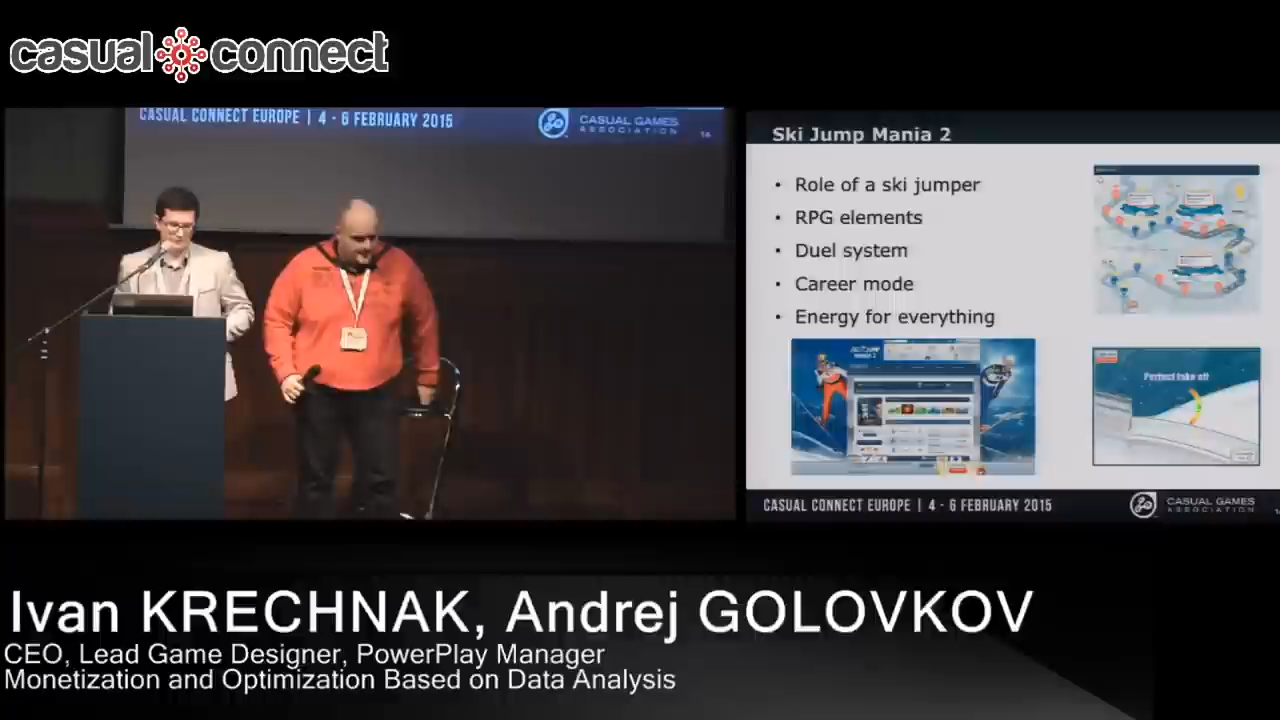 casual connect
CASUAL CONNECT EUROPE | 4 - 6 FEBRUARY 2015
CASUAL GAMES
ASSOCIATION
14
Ski Jump Mania 2
• Role of a ski jumper
• RPG elements
• Duel system
• Career mode
• Energy for everything
Perfect take off!
CASUAL CONNECT EUROPE | 4 - 6 FEBRUARY 2015
CASUAL GAMES
ASSOCIATION
Ivan KRECHNAK, Andrej GOLOVKOV
CEO, Lead Game Designer, PowerPlay Manager
Monetization and Optimization Based on Data Analysis